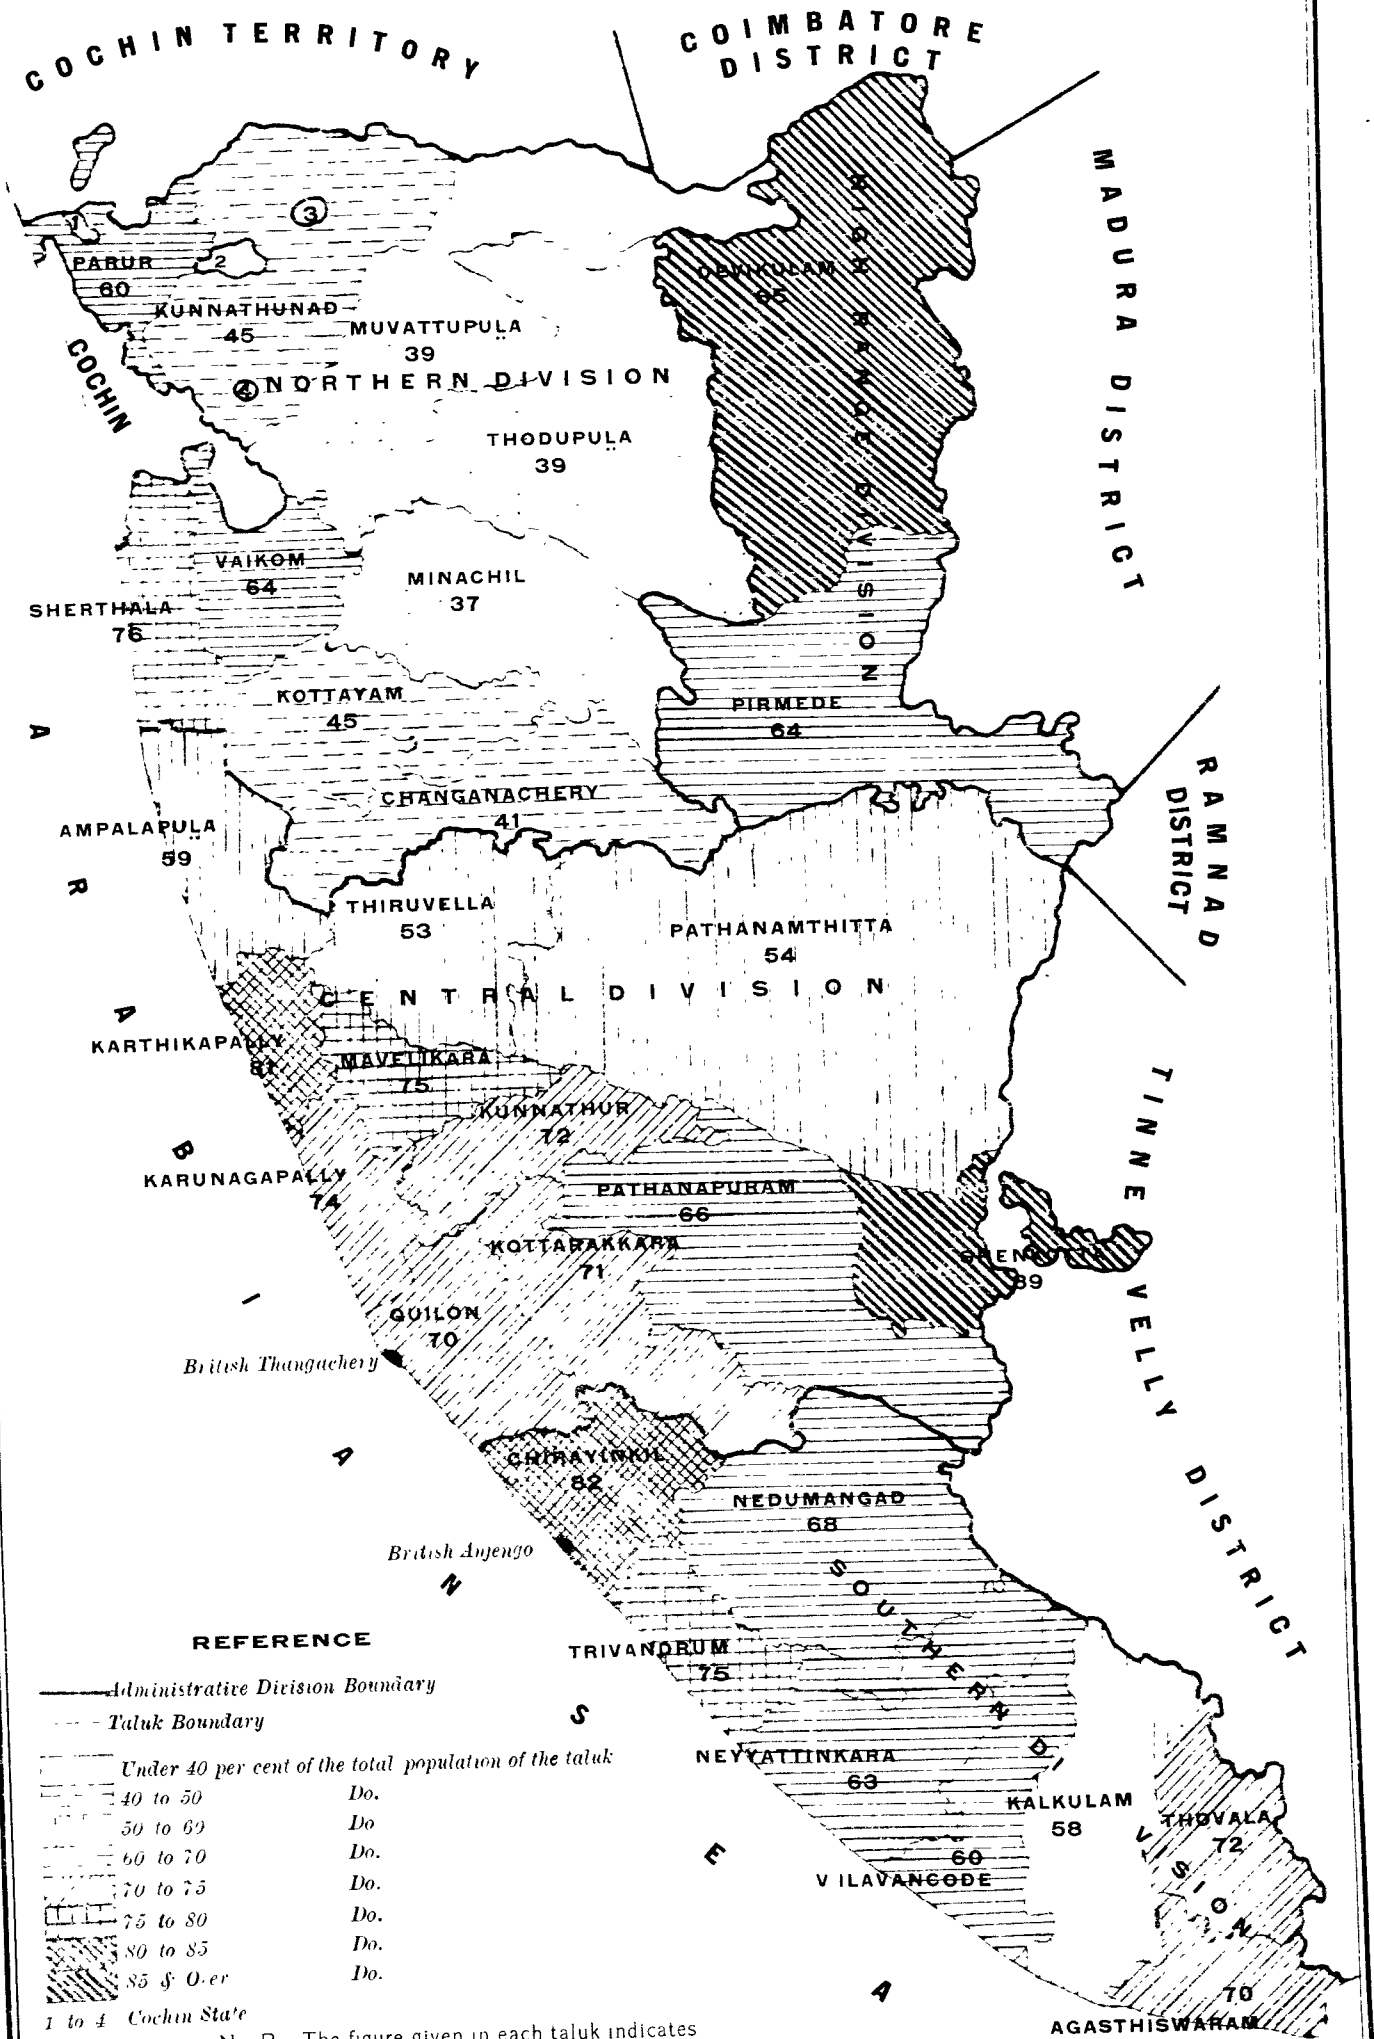 COCHIN TERRITORY
COIMBATORE
DISTRICT
MADURA DISTRICT
HIGH RANGE DIVISION
1
3
PARUR
60
2
DEVIKULAM
KUNNATHUNAD
45
MUVATTUPULA
39
COCHIN
4
NORTHERN DIVISION
THODUPULA
39
VAIKOM
64
MINACHIL
37
SHERTHALA
76
KOTTAYAM
45
PIRMEDE
64
RAMNAD
DISTRICT
CHANGANACHERY
41
AMPALAPULA
59
THIRUVELLA
53
PATHANAMTHITTA
54
CENTRAL DIVISION
KARTHIKAPALLY
81
MAVELIKARA
75
KUNNATHUR
72
TINNEVELLY DISTRICT
KARUNAGAPALLY
74
PATHANAPURAM
66
KOTTARAKKARA
71
SHENKOTTA
89
QUILON
70
British Thangachery
ARABIAN SEA
CHIRAYINKIL
82
NEDUMANGAD
68
British Anjengo
SOUTHERN DIVISION
TRIVANDRUM
75
NEYYATTINKARA
63
KALKULAM
58
THOVALA
72
60
VILAVANCODE
70
AGASTHISWARAM
REFERENCE
Administrative Division Boundary
Taluk Boundary
Under 40 per cent of the total population of the taluk
40 to 50 Do.
50 to 60 Do
60 to 70 Do.
70 to 75 Do.
75 to 80 Do.
80 to 85 Do.
85 & Over Do.
1 to 4 Cochin State
N. B. The figure given in each taluk indicates